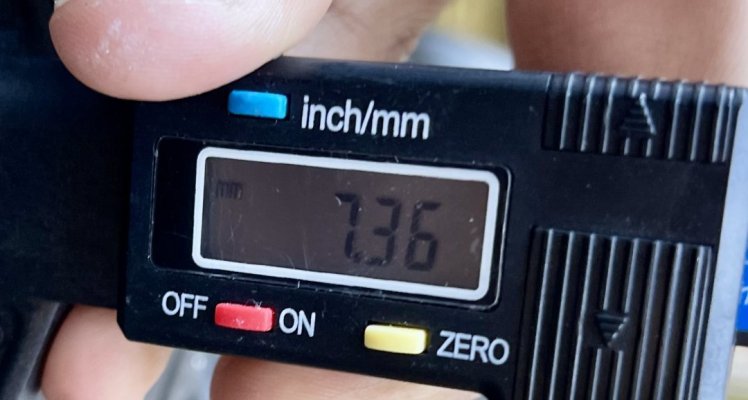 inch/mm
mm
7.36
OFF ON
ZERO